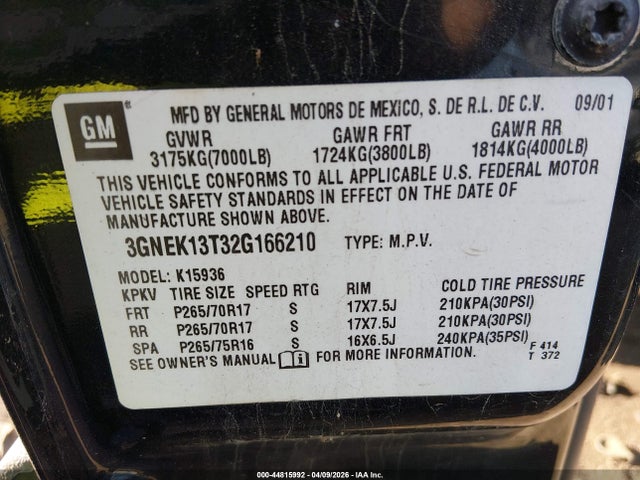 GM
MFD BY GENERAL MOTORS DE MEXICO, S. DE R.L. DE C.V. 09/01
GVWR GAWR FRT GAWR RR
3175KG(7000LB) 1724KG(3800LB) 1814KG(4000LB)
THIS VEHICLE CONFORMS TO ALL APPLICABLE U.S. FEDERAL MOTOR
VEHICLE SAFETY STANDARDS IN EFFECT ON THE DATE OF
MANUFACTURE SHOWN ABOVE.
3GNEK13T32G166210 TYPE: M.P.V.
MODEL: K15936
KPKV TIRE SIZE SPEED RTG RIM COLD TIRE PRESSURE
FRT P265/70R17 S 17X7.5J 210KPA(30PSI)
RR P265/70R17 S 17X7.5J 210KPA(30PSI)
SPA P265/75R16 S 16X6.5J 240KPA(35PSI)
SEE OWNER'S MANUAL FOR MORE INFORMATION.
F 414
T 372
000-44815992 - 04/09/2026 - IAA Inc.